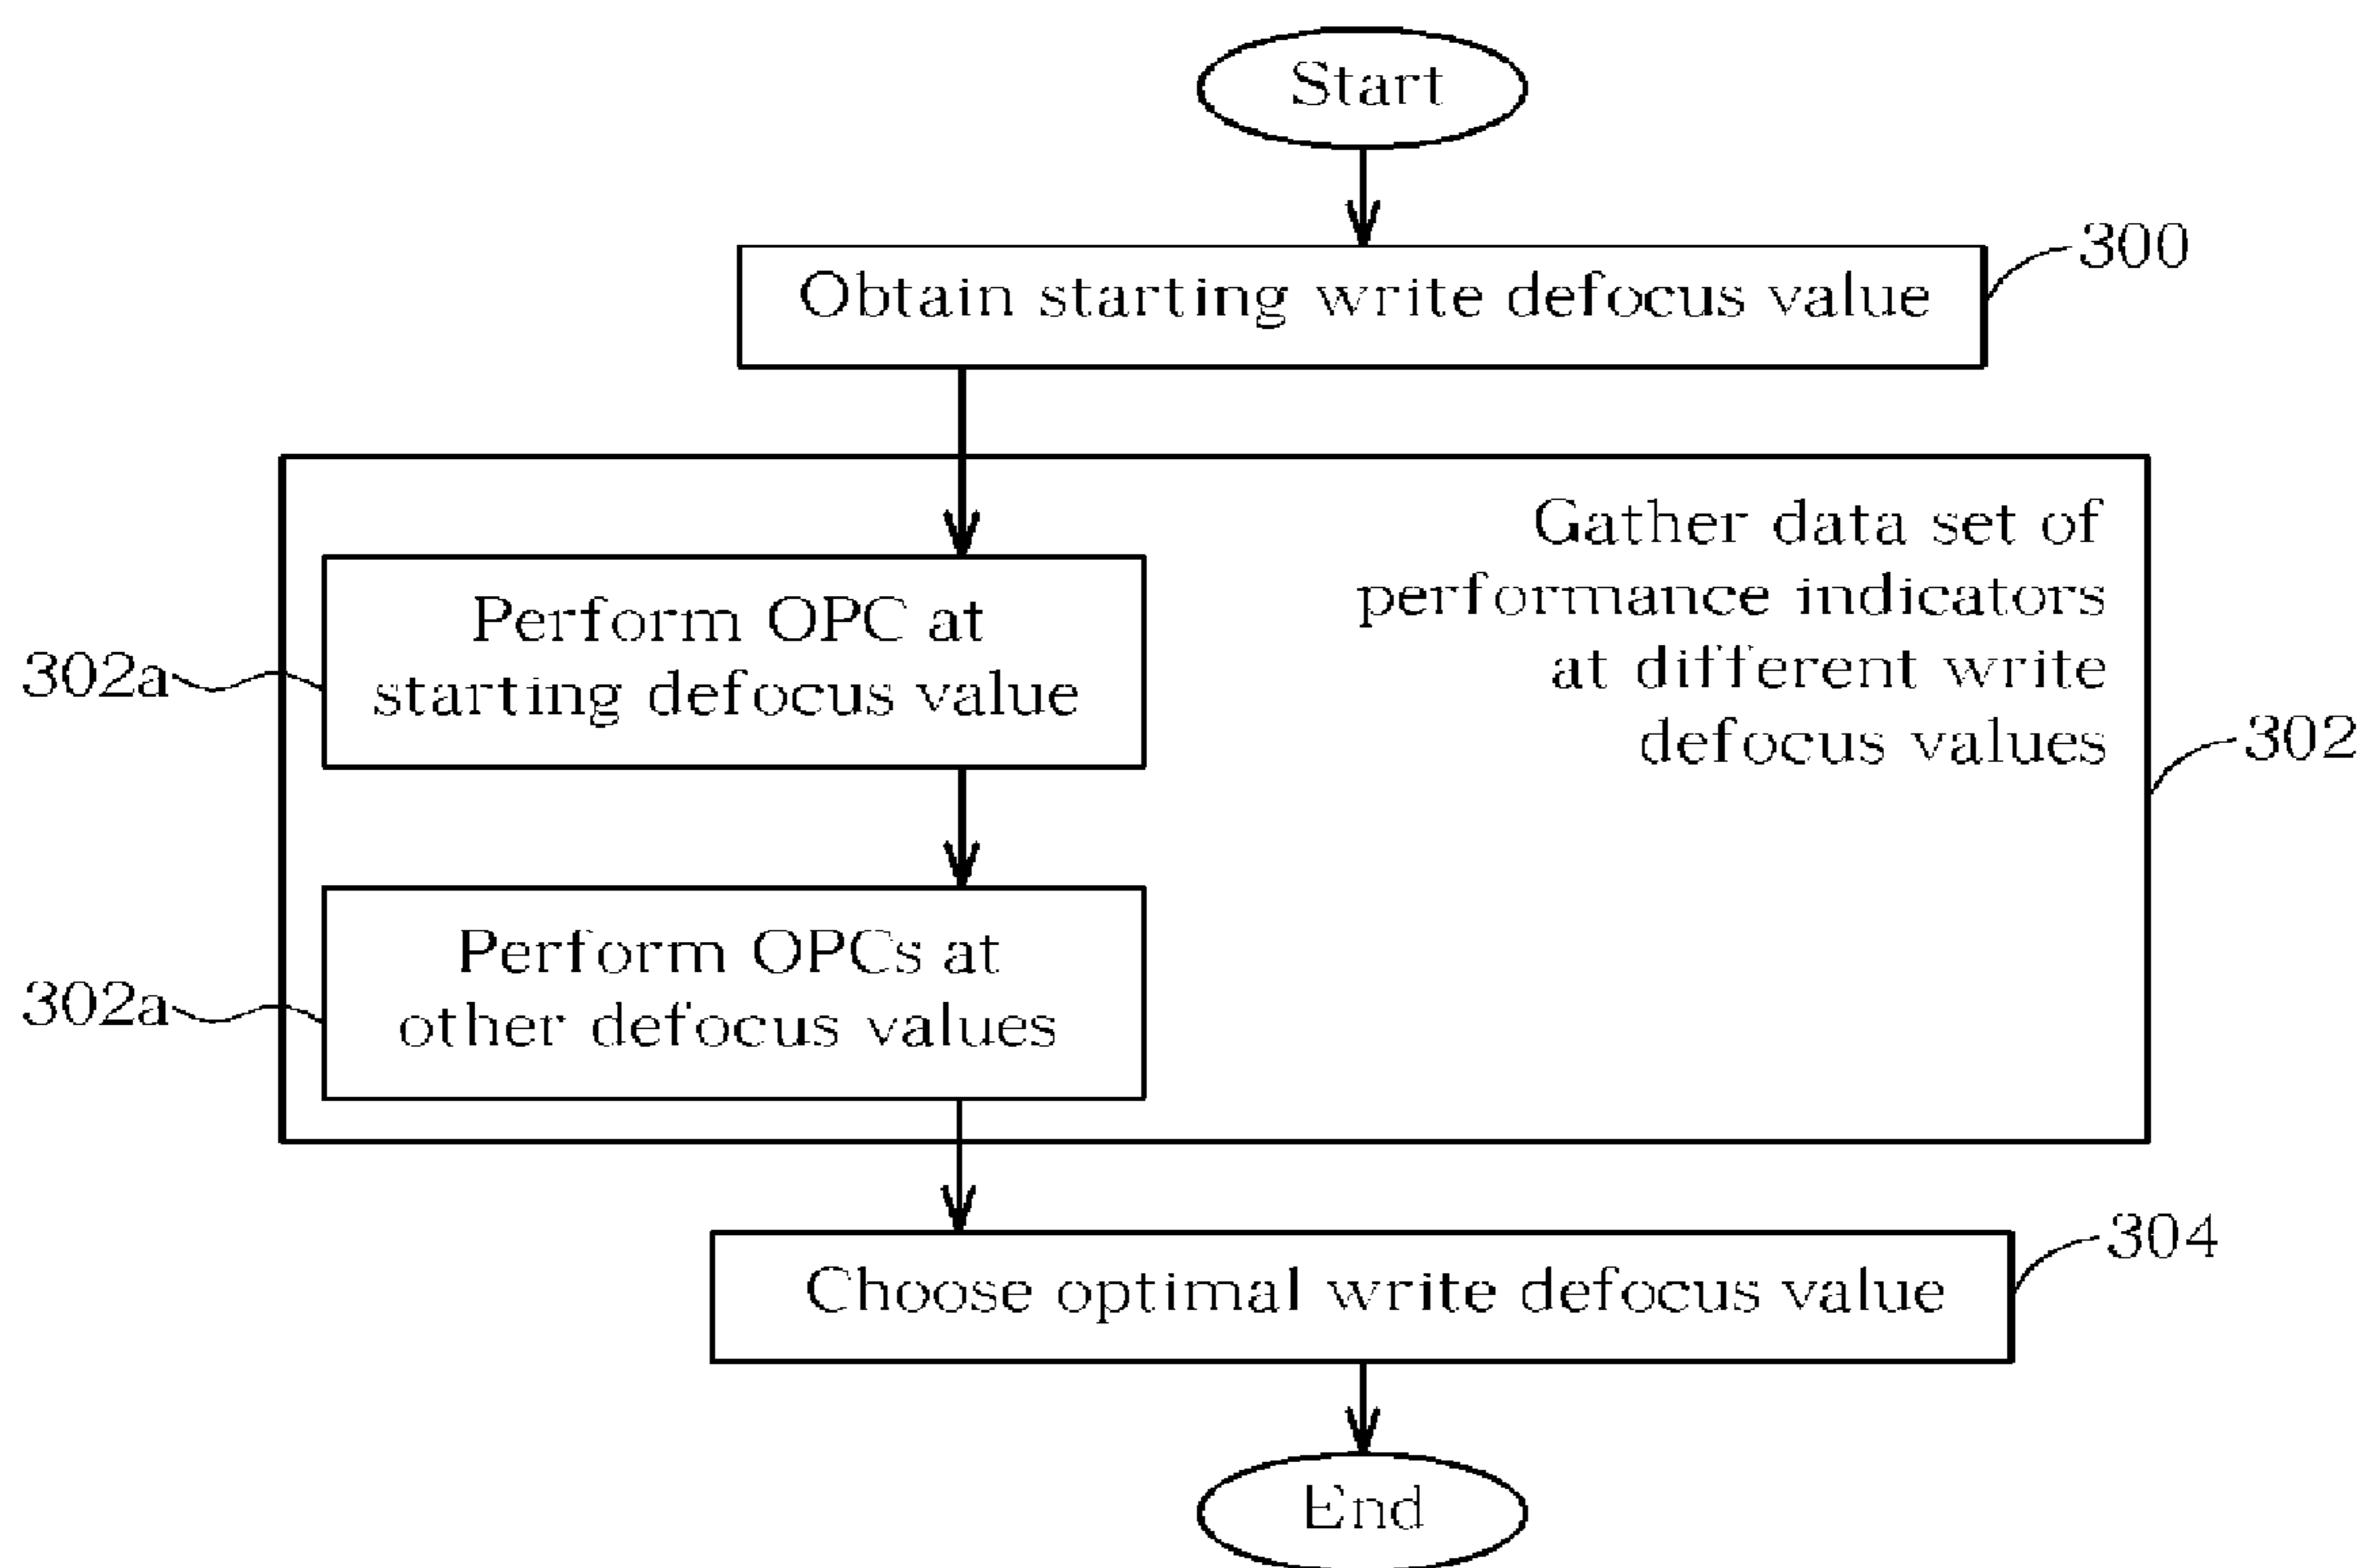 Start
Obtain starting write defocus value
300
Gather data set of
performance indicators
at different write
defocus values
302
Perform OPC at
starting defocus value
302a
Perform OPCs at
other defocus values
302a
Choose optimal write defocus value
304
End